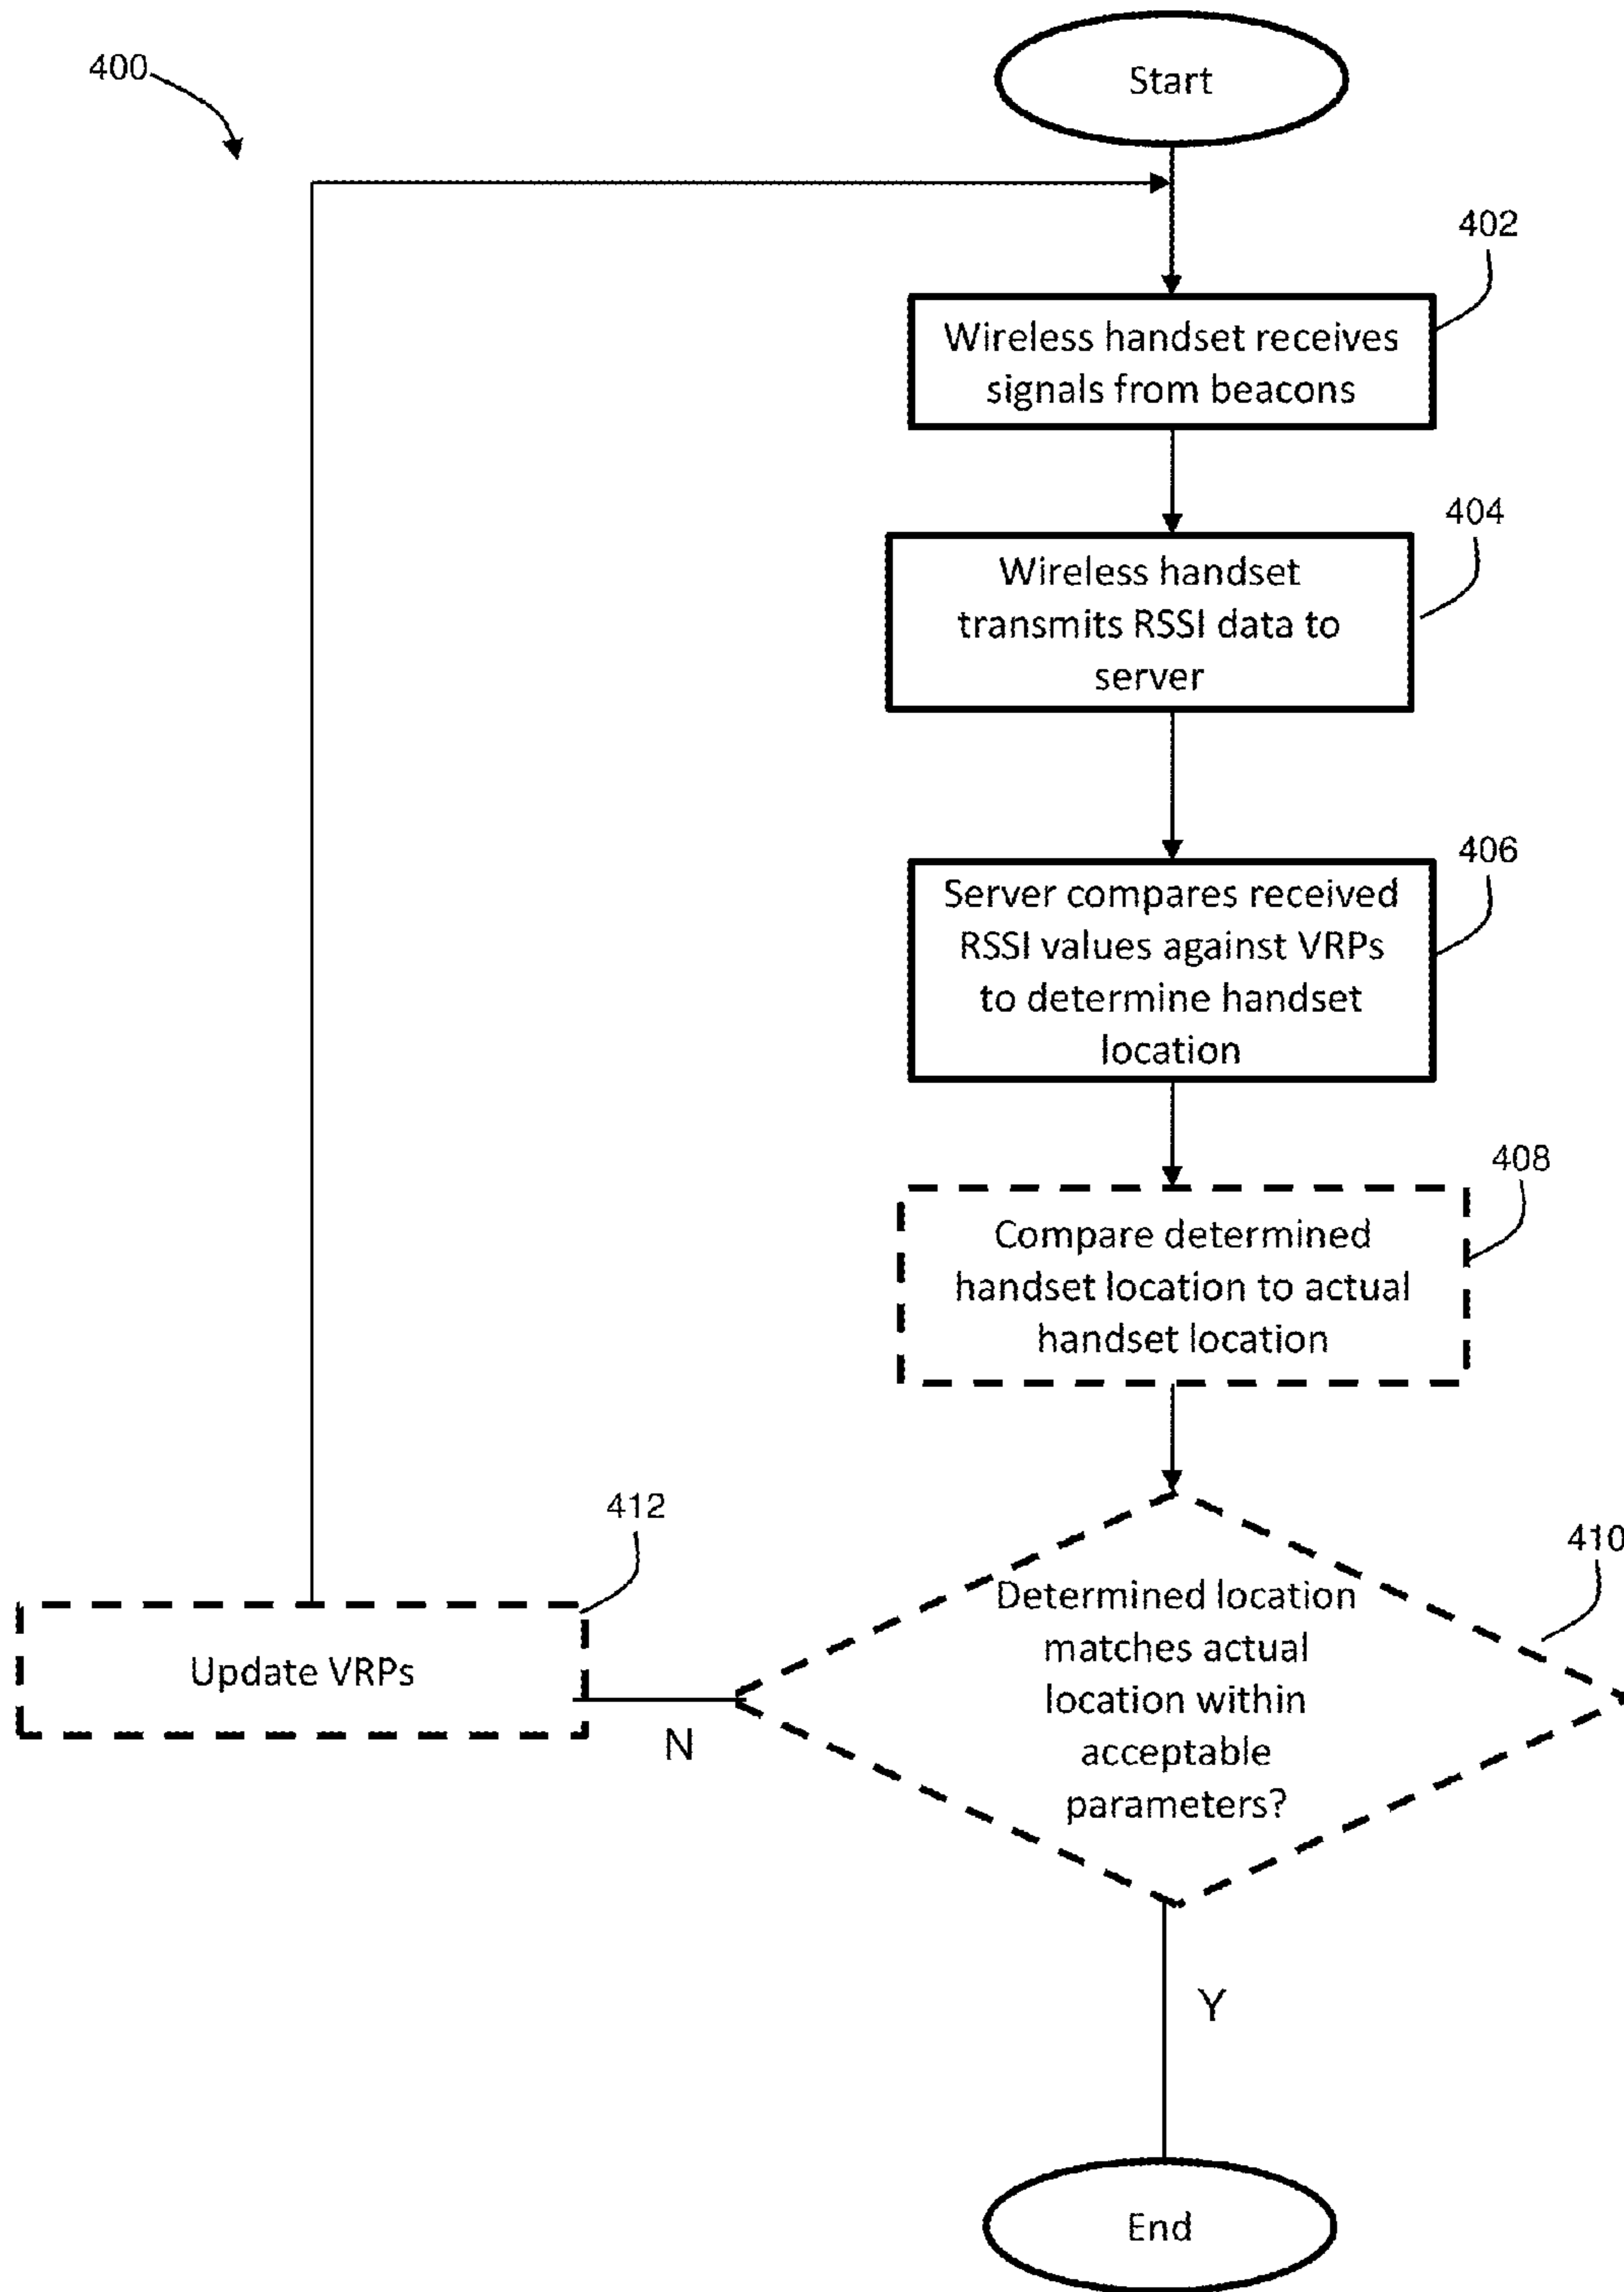 400
Start
402
Wireless handset receives
signals from beacons
404
Wireless handset
transmits RSSI data to
server
406
Server compares received
RSSI values against VRPs
to determine handset
location
408
Compare determined
handset location to actual
handset location
412
Update VRPs
N
410
Determined location
matches actual
location within
acceptable
parameters?
Y
End